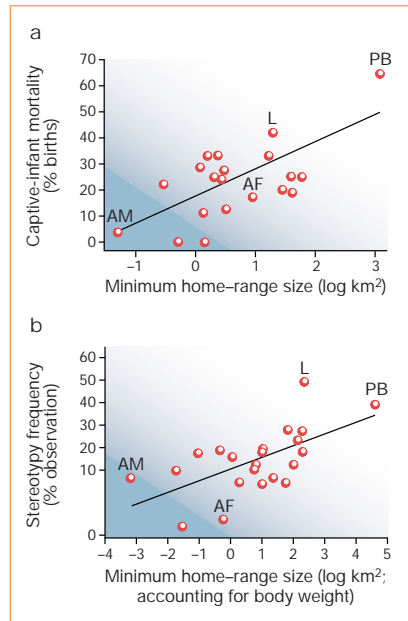 a
Captive-infant mortality
(% births)
70
60
50
40
30
20
10
0
PB
L
AF
AM
–1
0
1
2
3
Minimum home–range size (log km²)
b
Stereotypy frequency
(% observation)
60
50
40
30
20
10
0
L
PB
AM
AF
–4
–3
–2
–1
0
1
2
3
4
5
Minimum home–range size (log km²;
accounting for body weight)